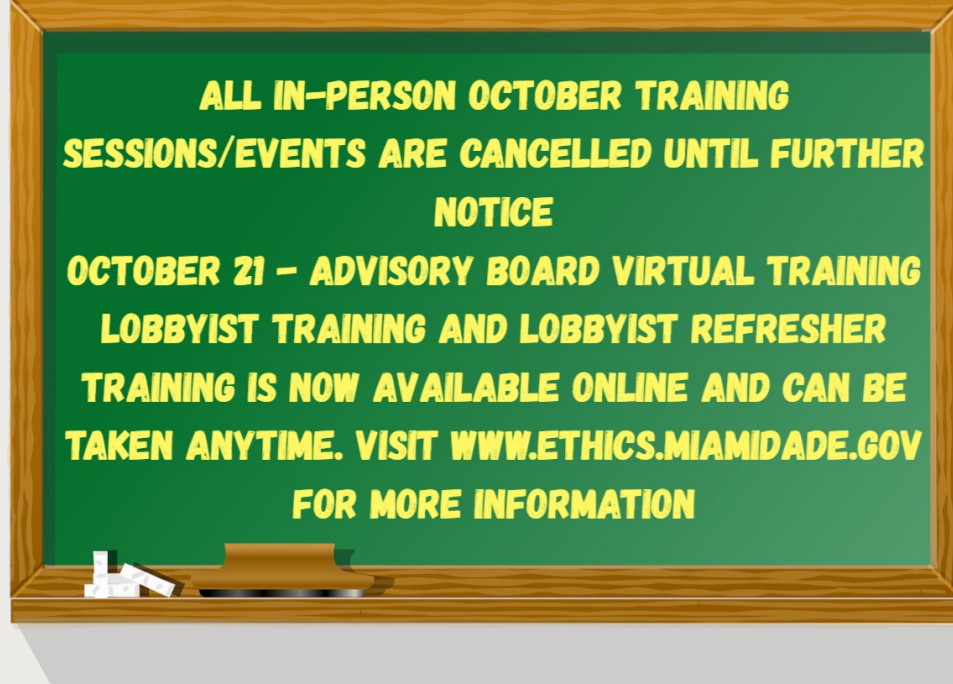 ALL IN-PERSON OCTOBER TRAINING
SESSIONS/EVENTS ARE CANCELLED UNTIL FURTHER
NOTICE
OCTOBER 21 - ADVISORY BOARD VIRTUAL TRAINING
LOBBYIST TRAINING AND LOBBYIST REFRESHER
TRAINING IS NOW AVAILABLE ONLINE AND CAN BE
TAKEN ANYTIME. VISIT WWW.ETHICS.MIAMIDADE.GOV
FOR MORE INFORMATION